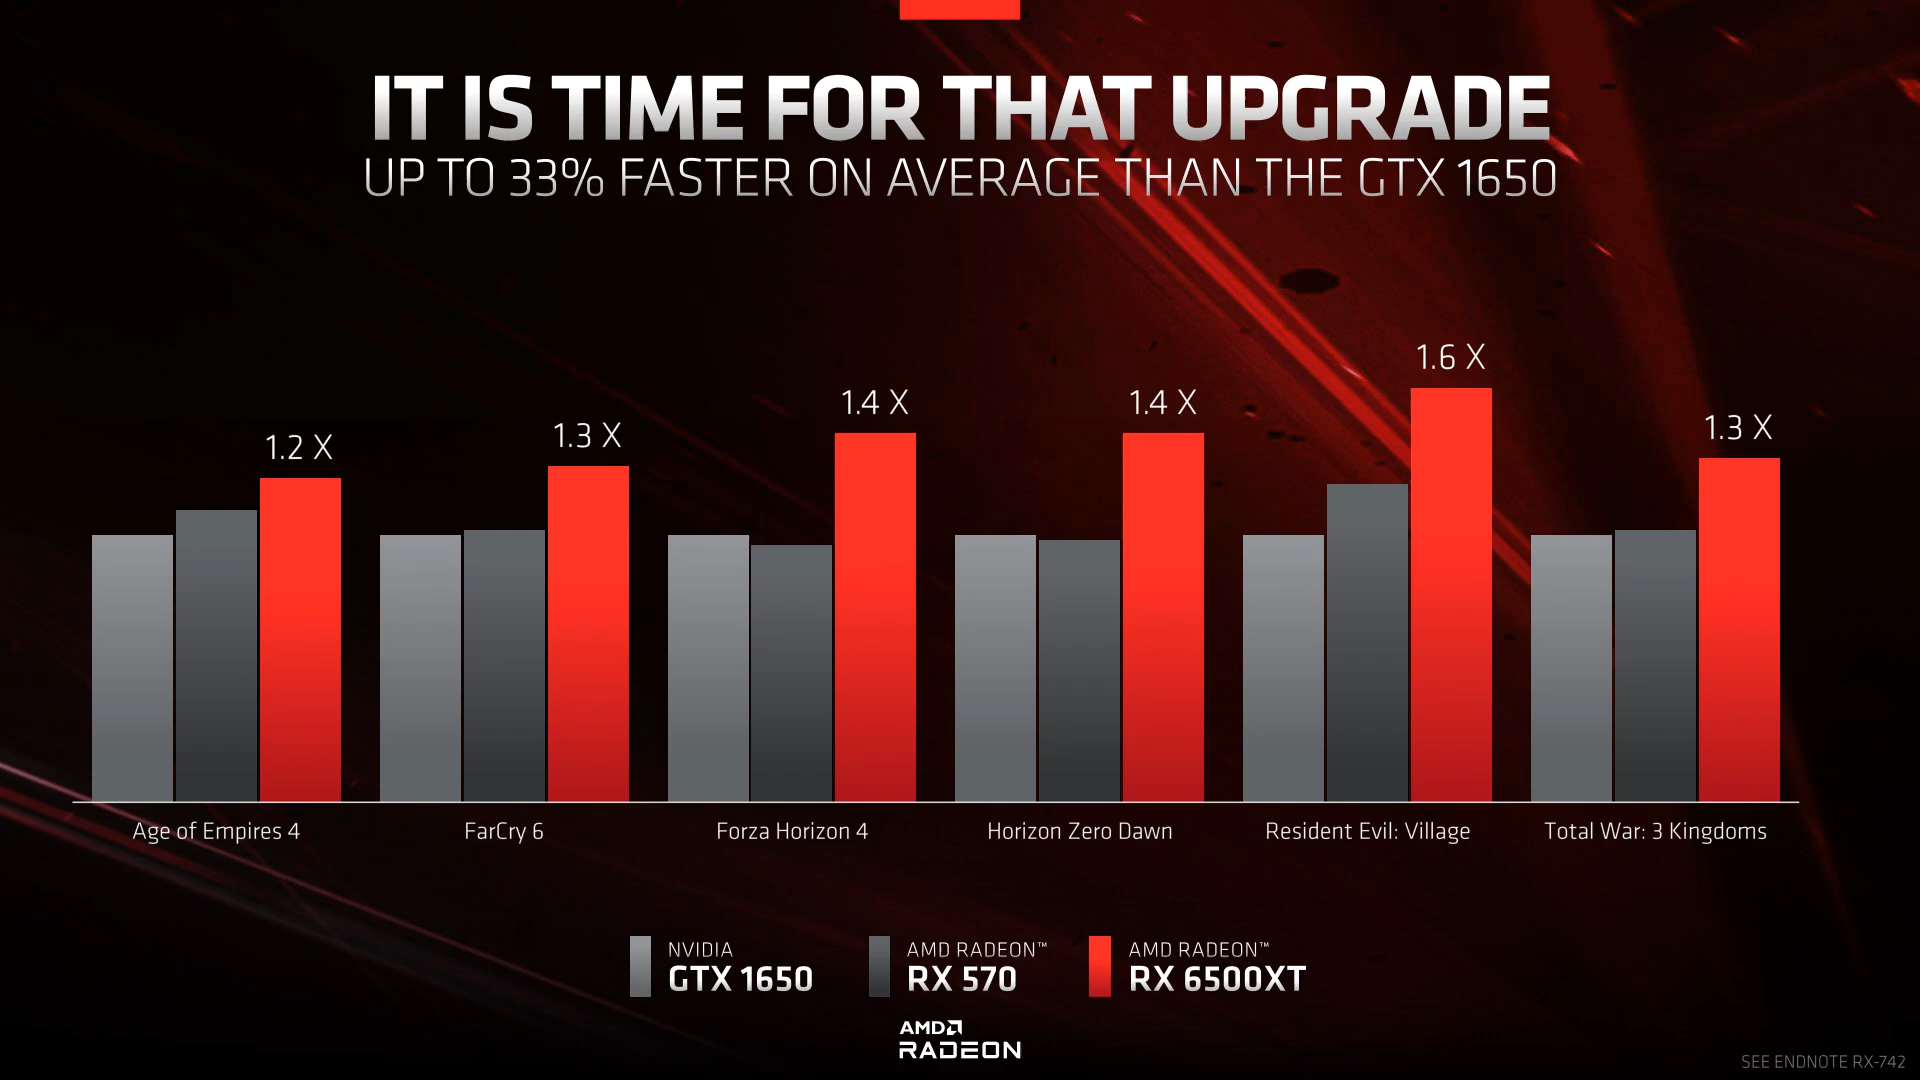 IT IS TIME FOR THAT UPGRADE
UP TO 33% FASTER ON AVERAGE THAN THE GTX 1650
1.2 X
1.3 X
1.4 X
1.4 X
1.6 X
1.3 X
Age of Empires 4
FarCry 6
Forza Horizon 4
Horizon Zero Dawn
Resident Evil: Village
Total War: 3 Kingdoms
NVIDIA
GTX 1650
AMD RADEON™
RX 570
AMD RADEON™
RX 6500XT
AMD
RADEON
SEE ENDNOTE RX-742